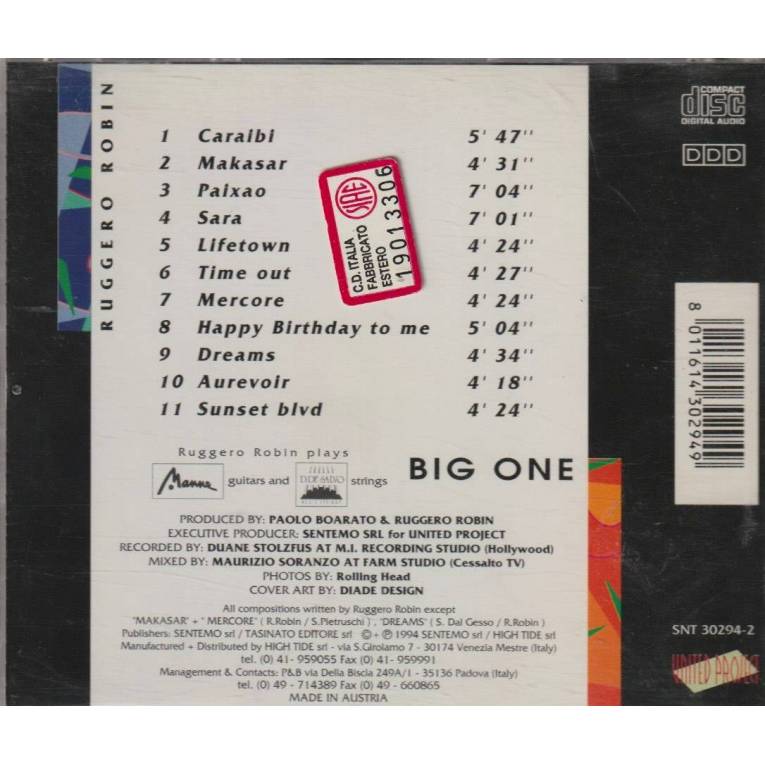 RUGGERO ROBIN
1 Caraibi 5' 47''
2 Makasar 4' 31''
3 Paixao 7' 04''
4 Sara 7' 01''
5 Lifetown 4' 24''
6 Time out 4' 27''
7 Mercore 4' 24''
8 Happy Birthday to me 5' 04''
9 Dreams 4' 34''
10 Aurevoir 4' 18''
11 Sunset blvd 4' 24''
SIAE
C.D. ITALIA
FABBRICATO
ESTERO
19013306
COMPACT
disc
DIGITAL AUDIO
DDD
8 011614 302949
Ruggero Robin plays
Manne guitars and strings
BIG ONE
PRODUCED BY: PAOLO BOARATO & RUGGERO ROBIN
EXECUTIVE PRODUCER: SENTEMO SRL for UNITED PROJECT
RECORDED BY: DUANE STOLZFUS AT M.I. RECORDING STUDIO (Hollywood)
MIXED BY: MAURIZIO SORANZO AT FARM STUDIO (Cessalto TV)
PHOTOS BY: Rolling Head
COVER ART BY: DIADE DESIGN
All compositions written by Ruggero Robin except
"MAKASAR" + "MERCORE" ( R.Robin / S.Pietruschi ) , "DREAMS" ( S. Dal Gesso / R.Robin )
Publishers: SENTEMO srl / TASINATO EDITORE srl © + ℗ 1994 SENTEMO srl / HIGH TIDE srl
Manufactured + Distributed by HIGH TIDE srl - via S.Girolamo 7 - 30174 Venezia Mestre (Italy)
tel. (0) 41- 959055 Fax (0) 41- 959991
Management & Contacts: P&B via Della Biscia 249A/1 - 35136 Padova (Italy)
tel. (0) 49 - 714389 Fax (0) 49 - 660865
MADE IN AUSTRIA
SNT 30294-2
UNITED PROJECT